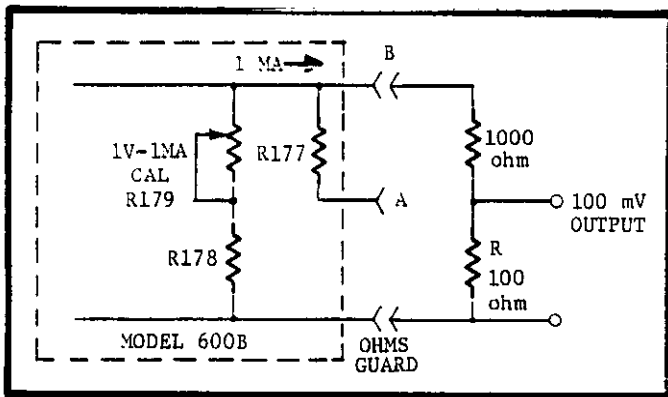 1 MA
B
1V-1MA
CAL
R179
R177
1000
ohm
A
100 mV
OUTPUT
R178
R
100
ohm
MODEL 600B
OHMS
GUARD